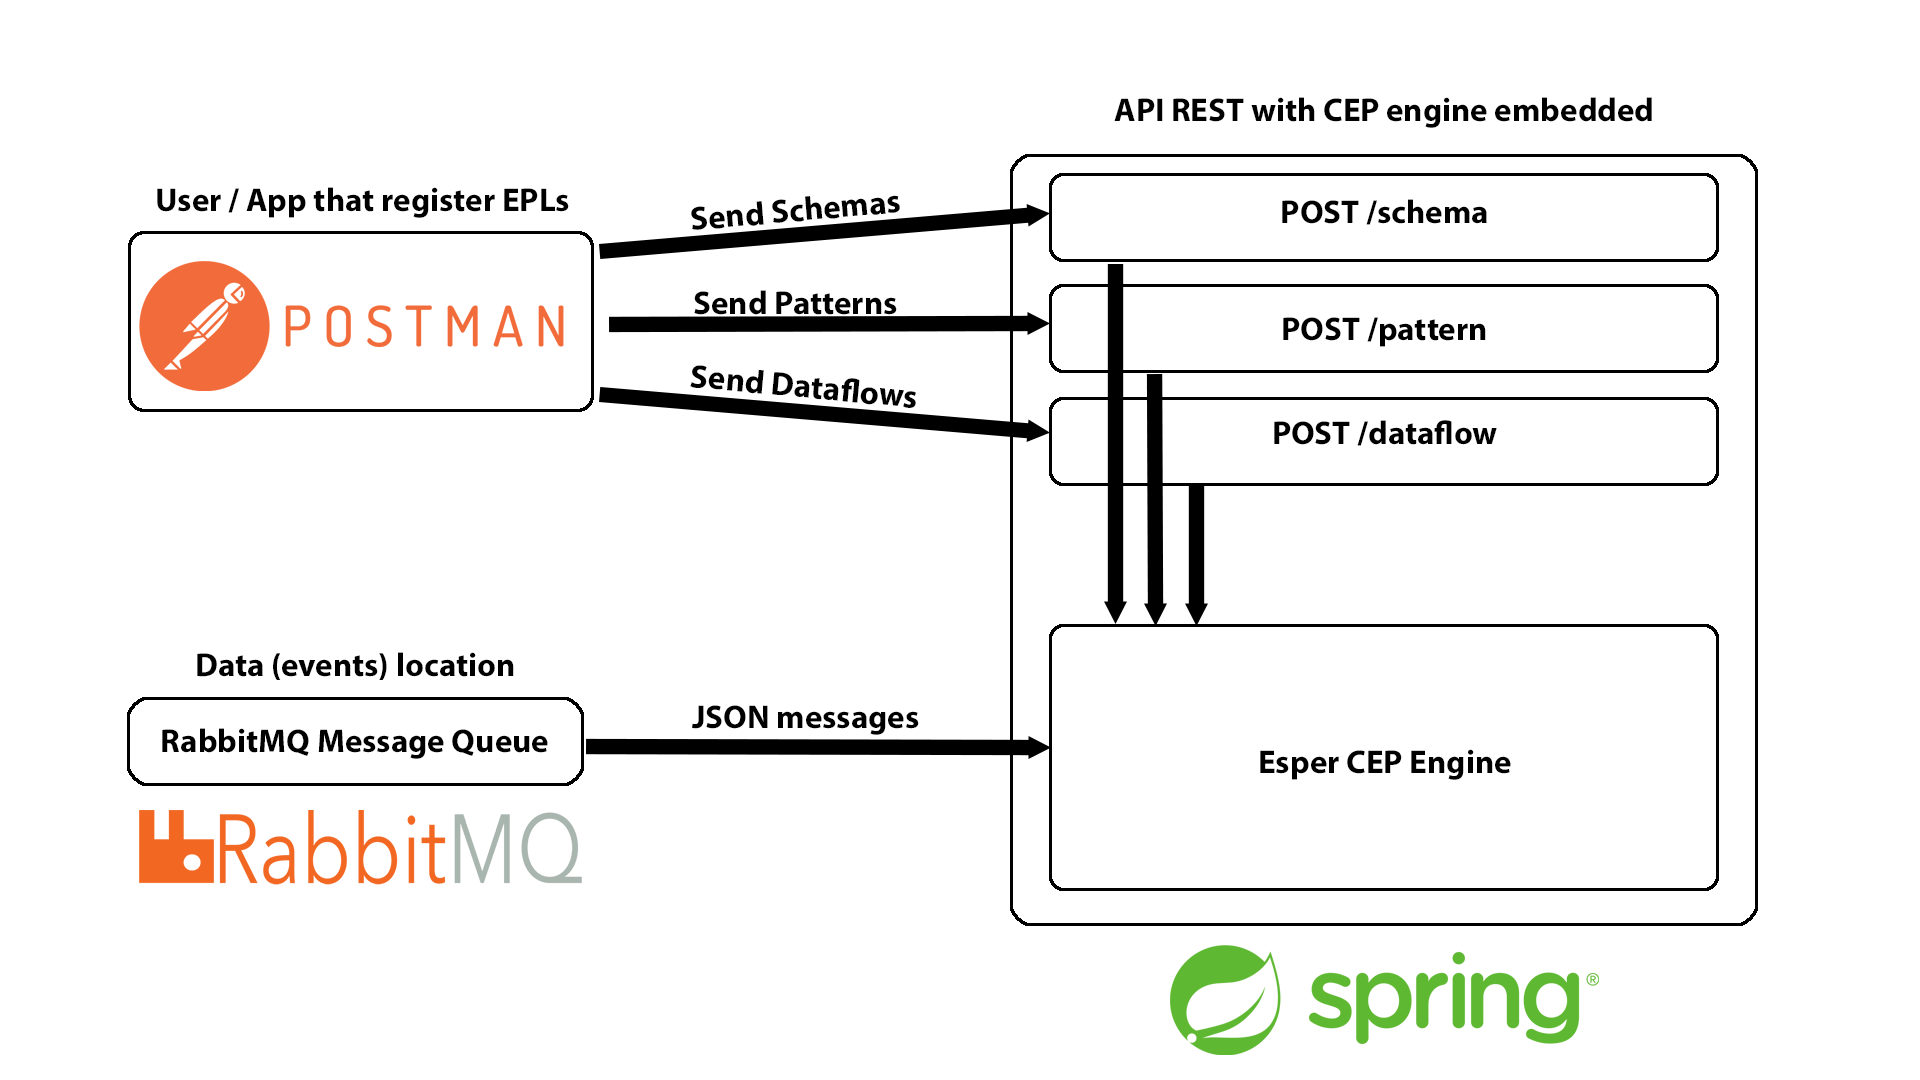 API REST with CEP engine embedded
User / App that register EPLs
POSTMAN
Send Schemas
Send Patterns
Send Dataflows
POST /schema
POST /pattern
POST /dataflow
Data (events) location
RabbitMQ Message Queue
RabbitMQ
JSON messages
Esper CEP Engine
spring®